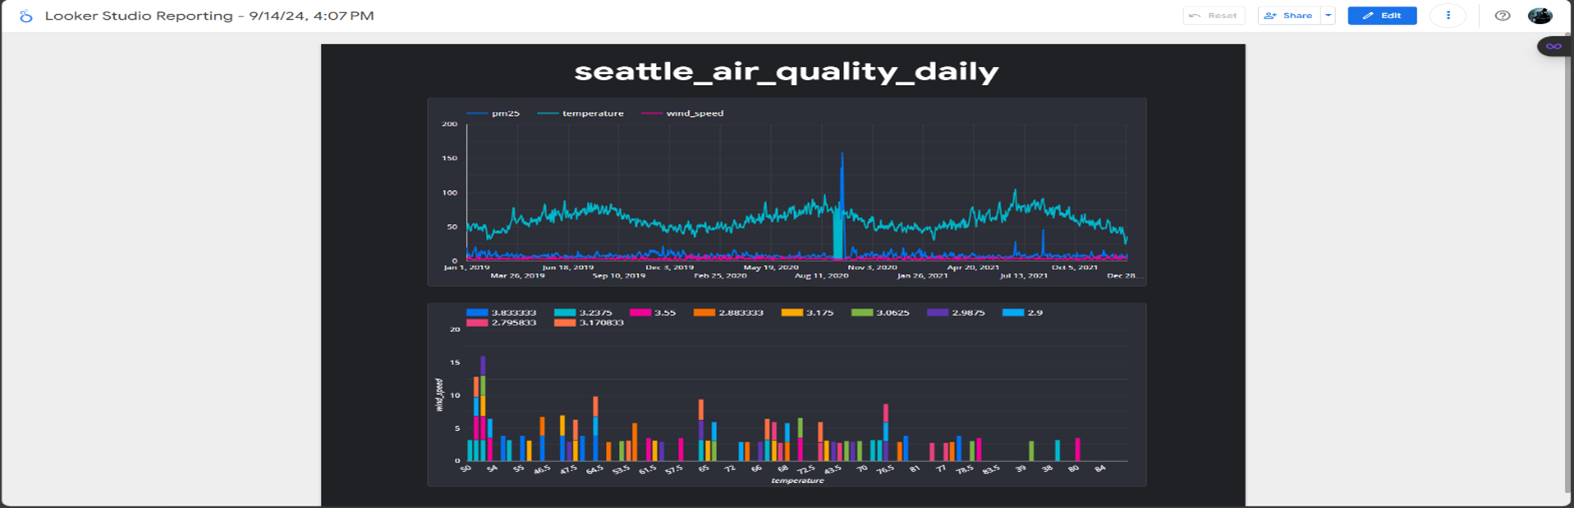 Looker Studio Reporting - 9/14/24, 4:07 PM
Reset
Share
Edit
seattle_air_quality_daily
pm25 temperature wind_speed
200
150
100
50
0
Jan 1, 2019 Jun 18, 2019 Dec 3, 2019 May 19, 2020 Nov 3, 2020 Apr 20, 2021 Oct 5, 2021
Mar 26, 2019 Sep 10, 2019 Feb 25, 2020 Aug 11, 2020 Jan 26, 2021 Jul 13, 2021 Dec 28...
3.833333 3.2375 3.55 2.883333 3.175 3.0625 2.9875 2.9
2.795833 3.170833
20
15
10
5
0
wind_speed
50 54 55 46.5 47.5 64.5 53.5 61.5 57.5 65 72 66 68 72.5 43.5 70 76.5 81 77 78.5 83.5 39 38 80 84
temperature